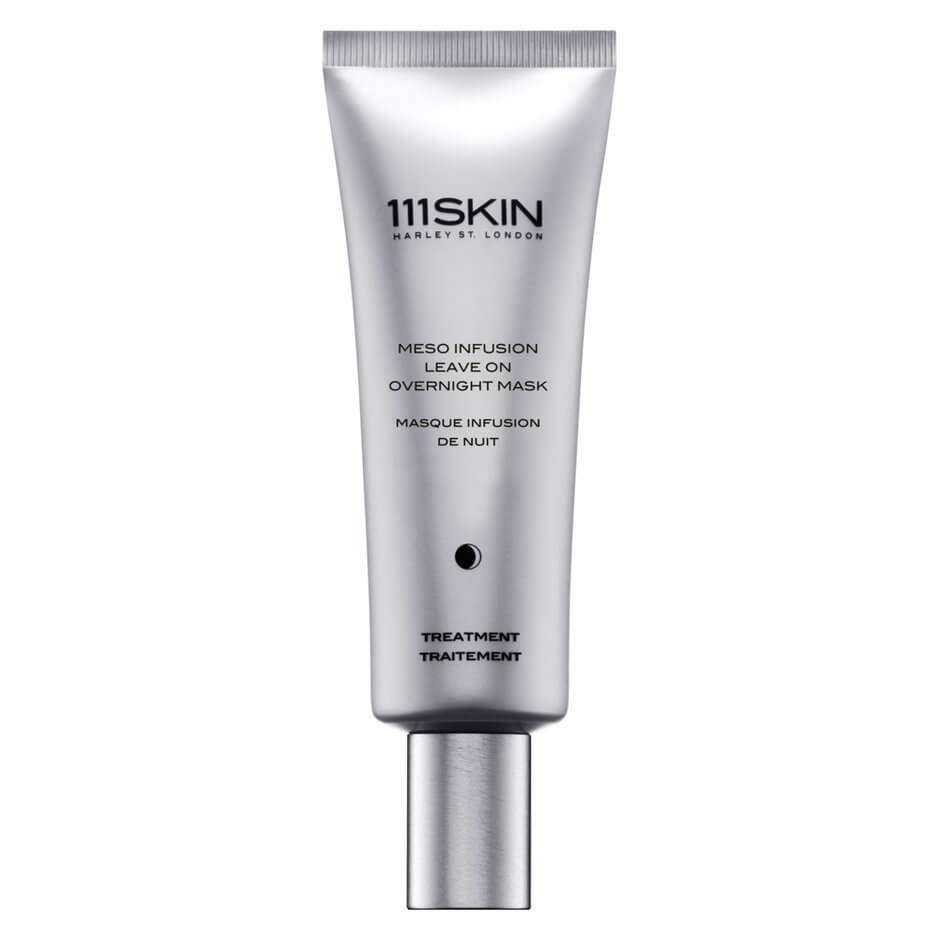 111SKIN
HARLEY ST. LONDON
MESO INFUSION
LEAVE ON
OVERNIGHT MASK
MASQUE INFUSION
DE NUIT
TREATMENT
TRAITEMENT